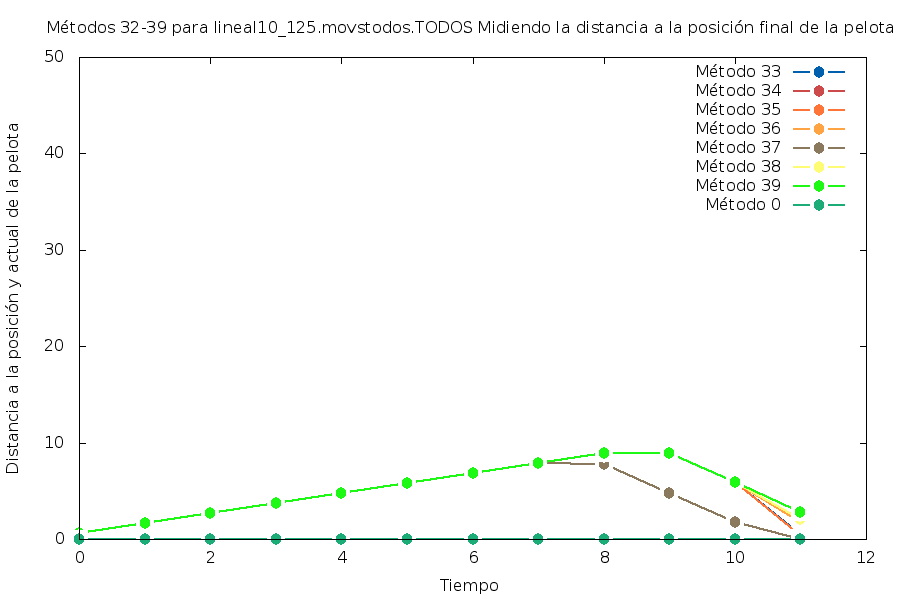 Métodos 32-39 para lineal10_125.movstodos.TODOS Midiendo la distancia a la posición final de la pelota
50
40
30
20
10
0
0 2 4 6 8 10 12
Distancia a la posición y actual de la pelota
Tiempo
Método 33
Método 34
Método 35
Método 36
Método 37
Método 38
Método 39
Método 0